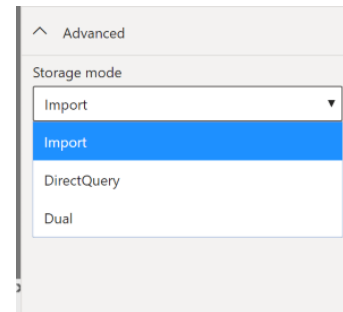 Advanced
Storage mode
Import
Import
DirectQuery
Dual